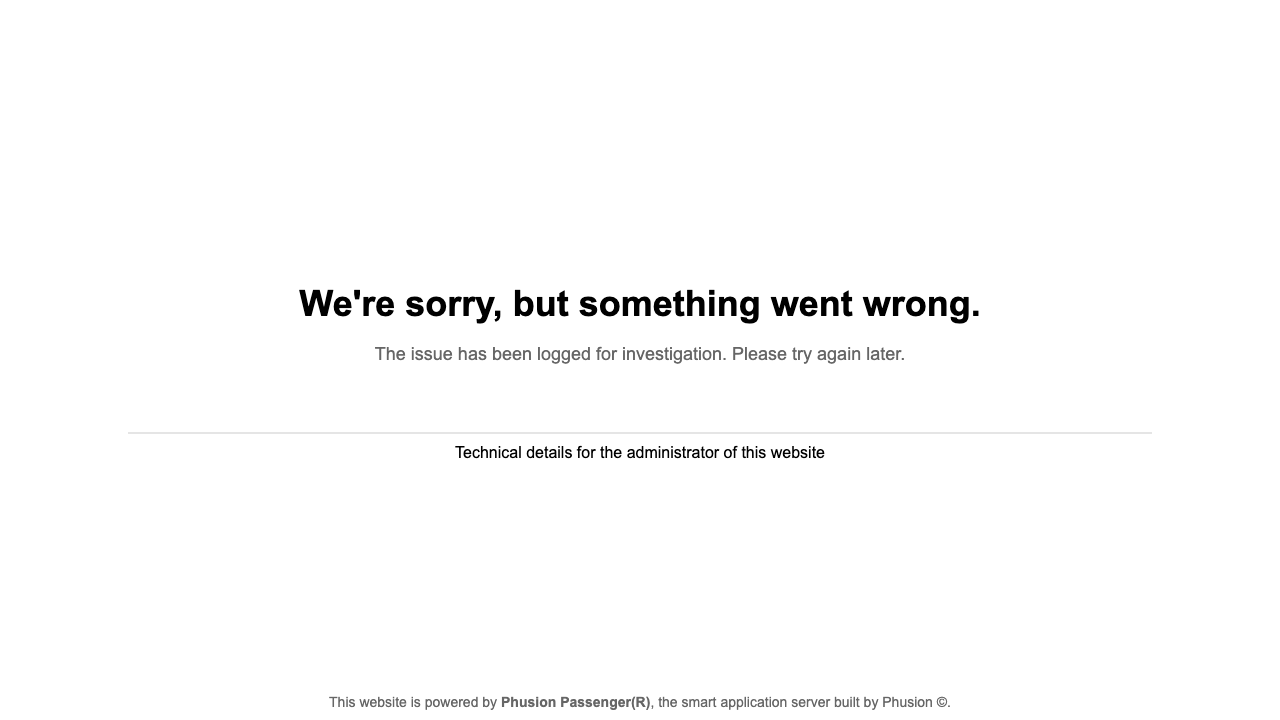 We're sorry, but something went wrong.
The issue has been logged for investigation. Please try again later.
Technical details for the administrator of this website
This website is powered by Phusion Passenger(R), the smart application server built by Phusion ©.